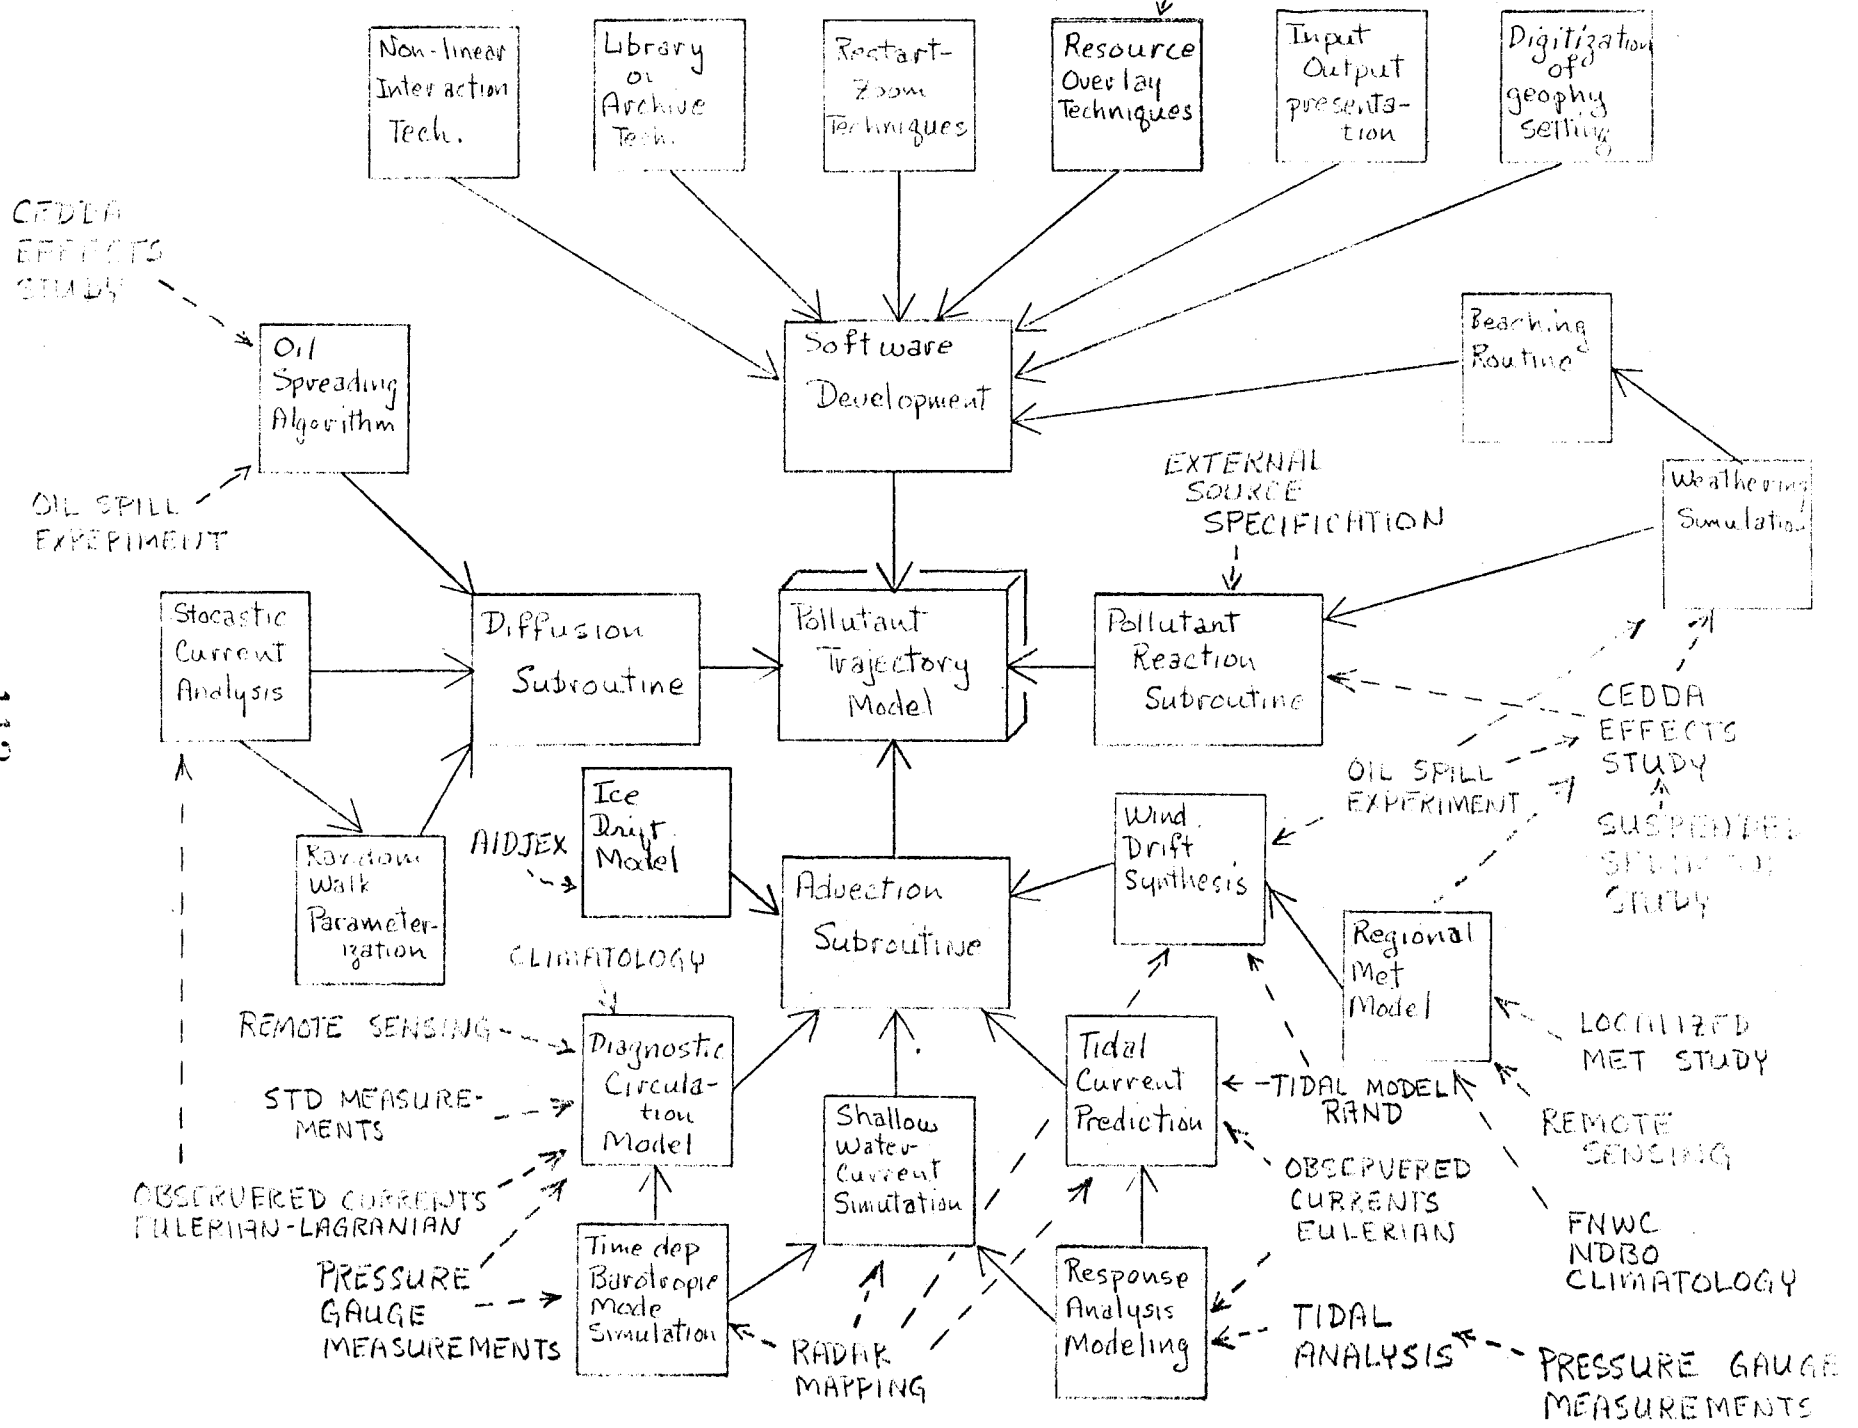 Non-linear
Interaction
Tech.
Library
or
Archive
Tech.
Restart-
Zoom
Techniques
Resource
Overlay
Techniques
Input
Output
presenta-
tion
Digitization
of
geophy
setting
CEDDA
EFFECTS
STUDY
Oil
Spreading
Algorithm
Software
Development
Beaching
Routine
OIL SPILL
EXPERIMENT
EXTERNAL
SOURCE
SPECIFICATION
Weathering
Simulation
Stocastic
Current
Analysis
Diffusion
Subroutine
Pollutant
Trajectory
Model
Pollutant
Reaction
Subroutine
CEDDA
EFFECTS
STUDY
OIL SPILL
EXPERIMENT
Random
Walk
Parameter-
ization
AIDJEX
Ice
Drift
Model
Advection
Subroutine
Wind
Drift
Synthesis
SUSPENDED
STUDY
Regional
Met
Model
CLIMATOLOGY
REMOTE SENSING
STD MEASURE-
MENTS
Diagnostic
Circula-
tion
Model
Shallow
Water
Current
Simutation
Tidal
Current
Prediction
TIDAL MODEL
RAND
LOCALIZED
MET STUDY
REMOTE
SENSING
OBSERVERED CURRENTS
EULERIAN-LAGRANIAN
OBSERVERED
CURRENTS
EULERIAN
FNWC
NDBO
CLIMATOLOGY
PRESSURE
GAUGE
MEASUREMENTS
Time dep
Barotropic
Mode
Simulation
RADAR
MAPPING
Response
Analysis
Modeling
TIDAL
ANALYSIS
PRESSURE GAUGE
MEASUREMENTS